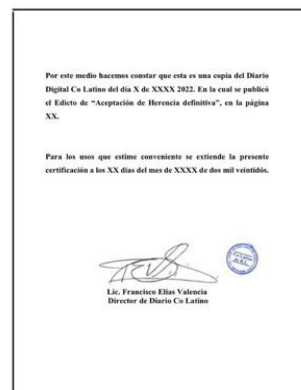 Por este medio hacemos constar que esta es una copia del Diario
Digital Co Latino del día X de XXXX 2022. En la cual se publicó
el Edicto de “Aceptación de Herencia definitiva”, en la página
XX.
Para los usos que estime conveniente se extiende la presente
certificación a los XX días del mes de XXXX de dos mil veintidós.
Lic. Francisco Elías Valencia
Director de Diario Co Latino